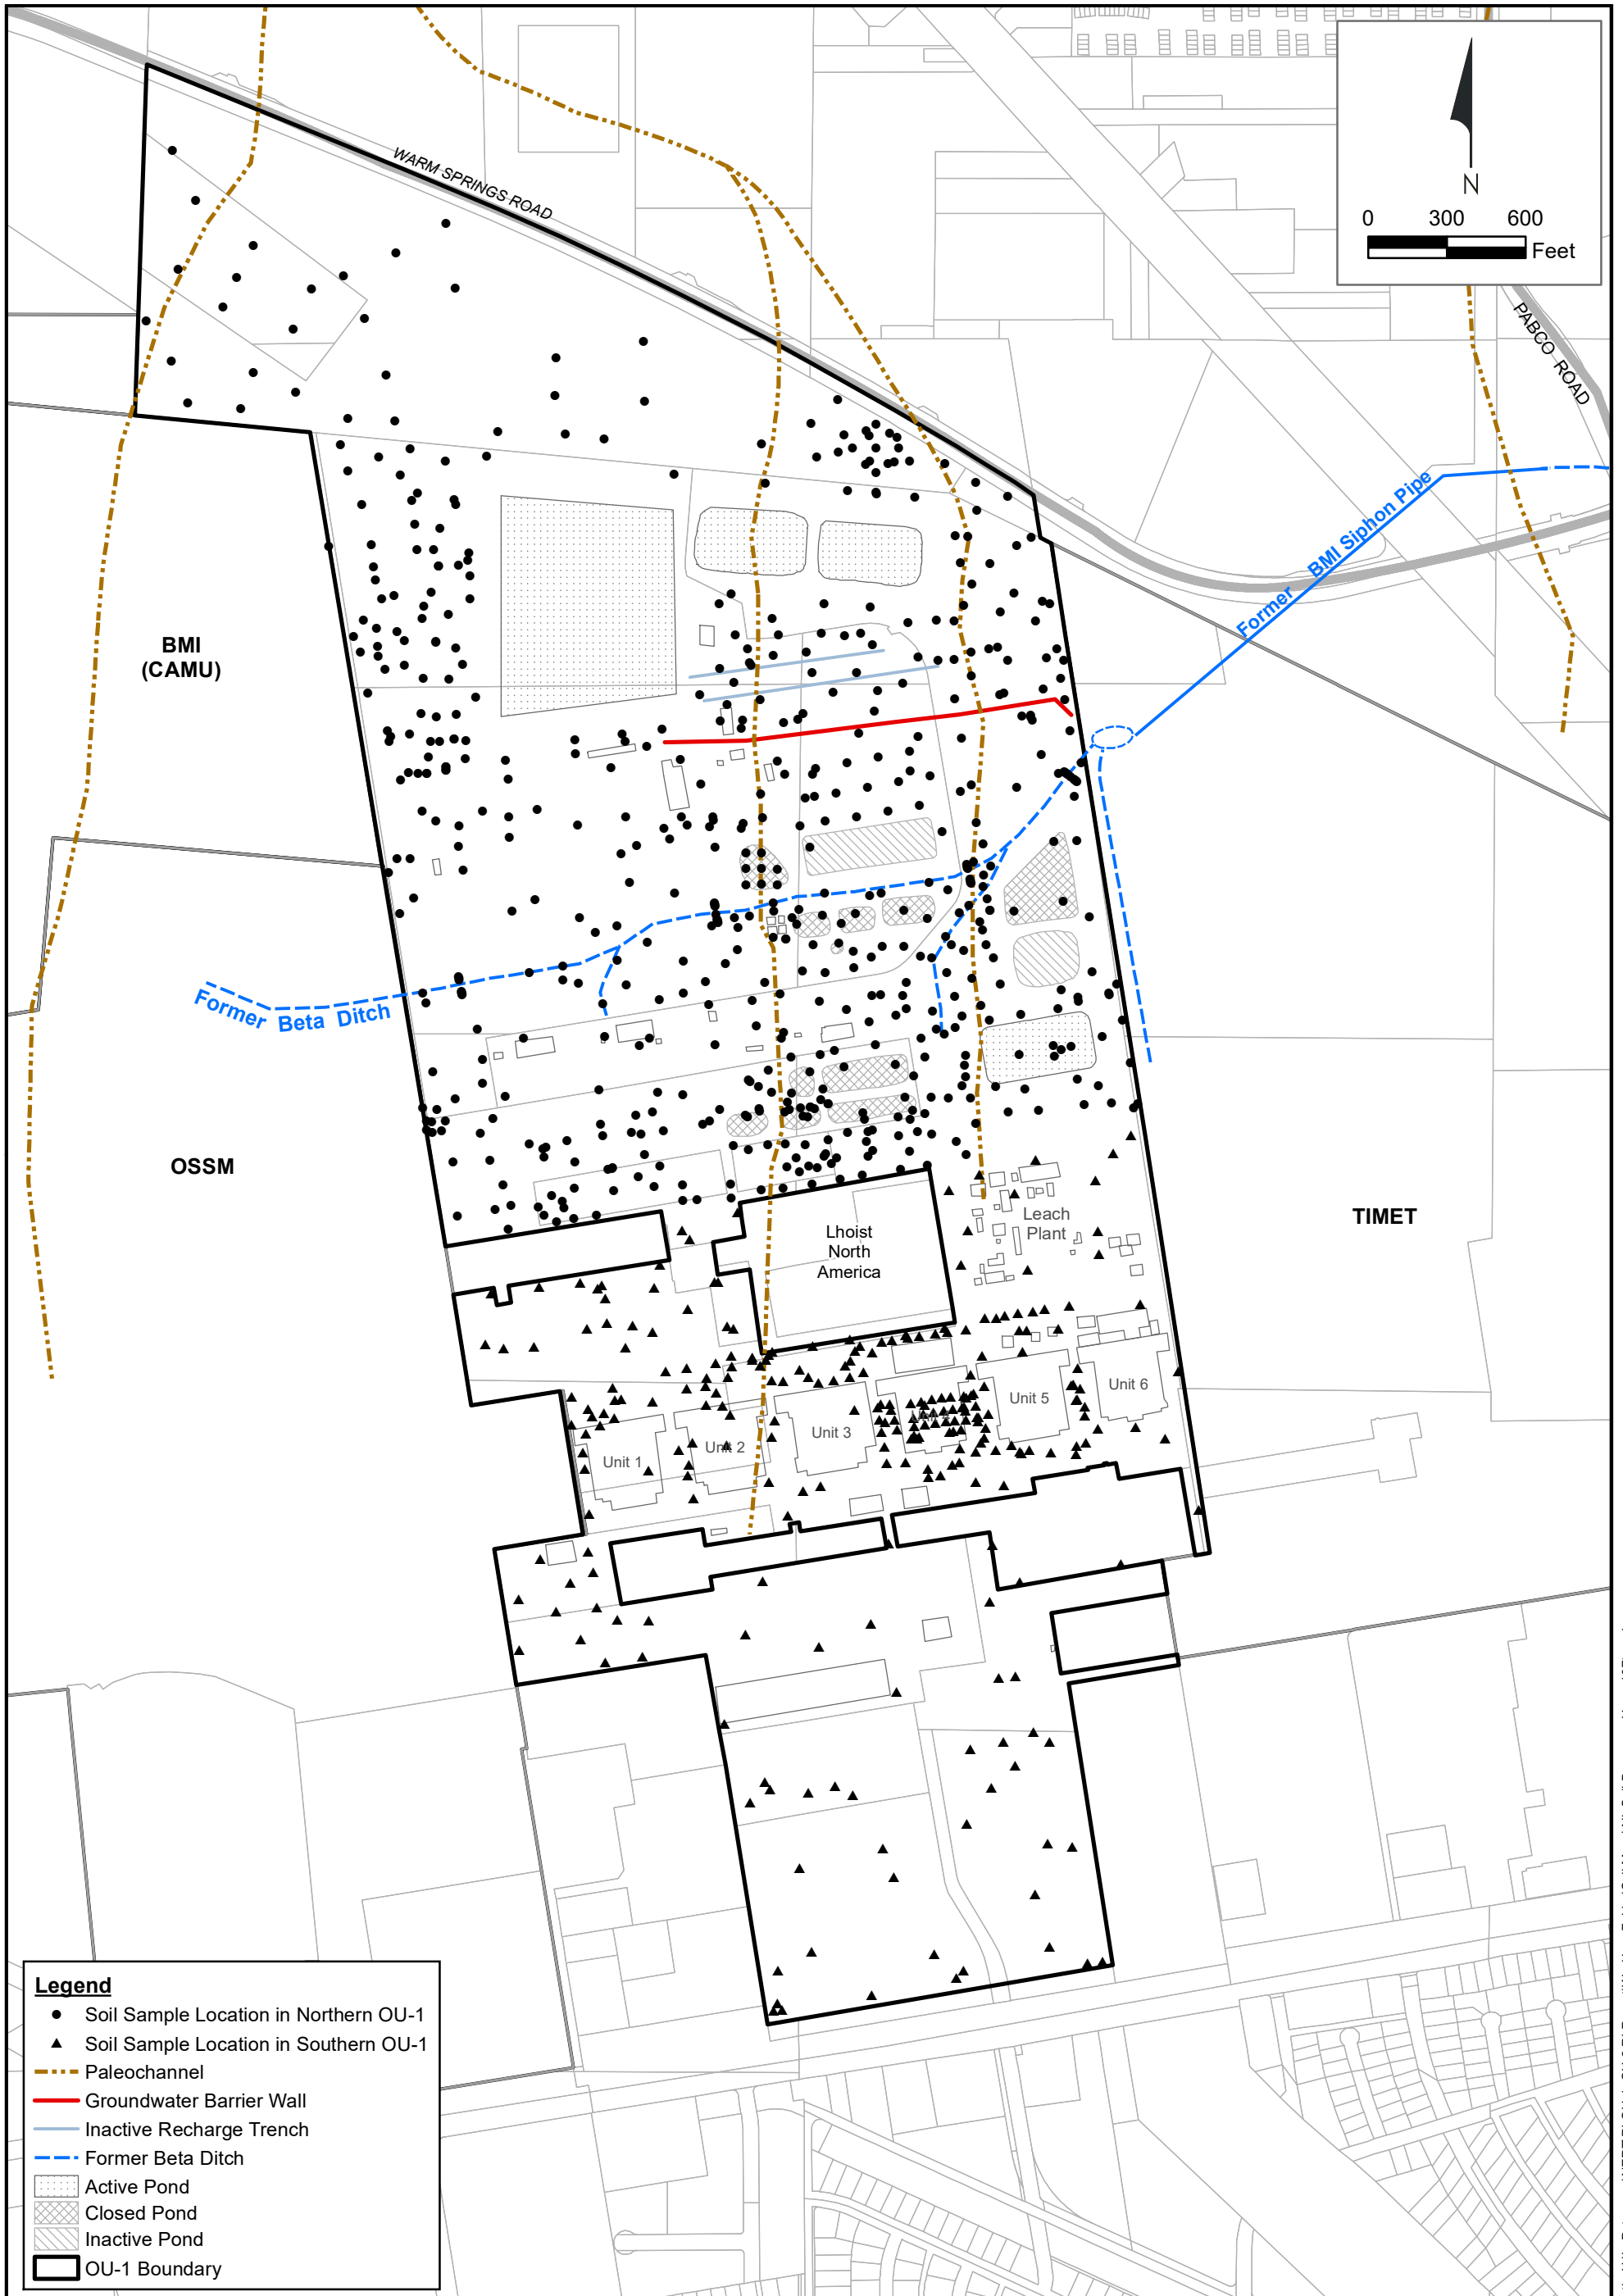 WARM SPRINGS ROAD
N
0 300 600
Feet
PABCO ROAD
Former BMI Siphon Pipe
BMI
(CAMU)
Former Beta Ditch
OSSM
TIMET
Lhoist
North
America
Leach
Plant
Unit 6
Unit 5
Unit 3
Unit 2
Unit 1
Legend
Soil Sample Location in Northern OU-1
Soil Sample Location in Southern OU-1
Paleochannel
Groundwater Barrier Wall
Inactive Recharge Trench
Former Beta Ditch
Active Pond
Closed Pond
Inactive Pond
OU-1 Boundary